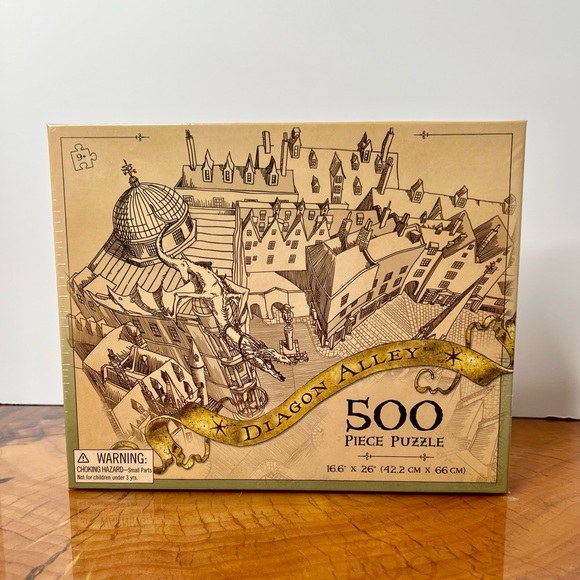 9+
DIAGON ALLEY™
500
PIECE PUZZLE
16.6" X 26" (42.2 CM X 66 CM)
WARNING:
CHOKING HAZARD—Small Parts
Not for children under 3 yrs.